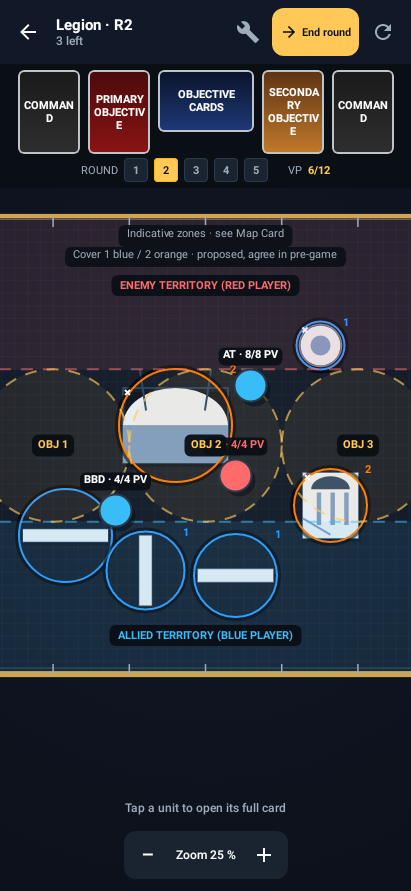 Legion · R2
3 left
End round
COMMAN
D
PRIMARY
OBJECTIV
E
OBJECTIVE
CARDS
SECONDA
RY
OBJECTIV
E
COMMAN
D
ROUND 1 2 3 4 5 VP 6/12
Indicative zones · see Map Card
Cover 1 blue / 2 orange · proposed, agree in pre-game
ENEMY TERRITORY (RED PLAYER)
1
AT · 8/8 PV
2
OBJ 1
OBJ 2
· 4/4 PV
OBJ 3
2
BBD · 4/4 PV
1
1
ALLIED TERRITORY (BLUE PLAYER)
Tap a unit to open its full card
− Zoom 25 % +